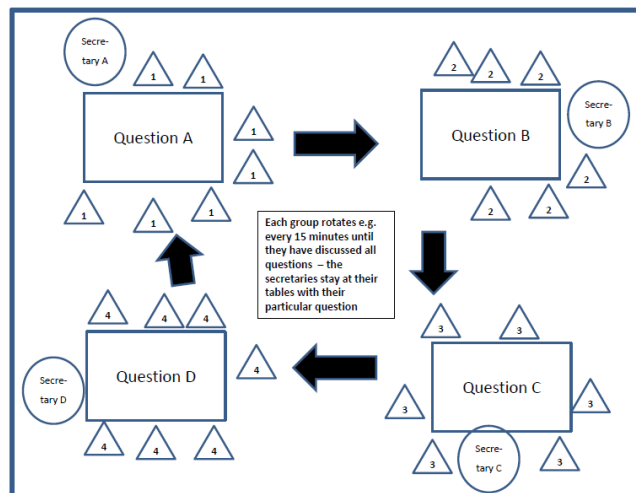 Secre-
tary A
1
1
Question A
1
1
1
1
1
2
2
2
Secre-
tary B
Question B
2
2
2
Each group rotates e.g.
every 15 minutes until
they have discussed all
questions – the
secretaries stay at their
tables with their
particular question
4
4
4
Secre-
tary D
Question D
4
4
4
4
3
3
Question C
3
3
3
Secre-
tary C
3